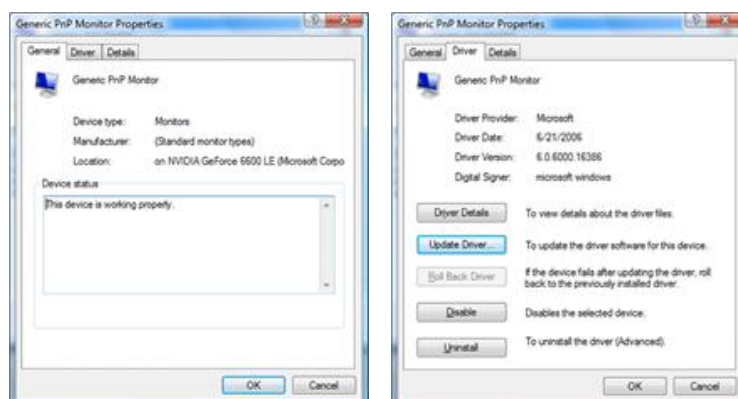 Generic PnP Monitor Properties
General Driver Details
Generic PnP Monitor
Device type: Monitors
Manufacturer: (Standard monitor types)
Location: on NVIDIA GeForce 6600 LE (Microsoft Corpo
Device status
This device is working properly.
OK Cancel
Generic PnP Monitor Properties
General Driver Details
Generic PnP Monitor
Driver Provider: Microsoft
Driver Date: 6/21/2006
Driver Version: 6.0.6000.16386
Digital Signer: microsoft windows
Driver Details To view details about the driver files.
Update Driver... To update the driver software for this device.
Roll Back Driver If the device fails after updating the driver, roll
back to the previously installed driver.
Disable Disables the selected device.
Uninstall To uninstall the driver (Advanced).
OK Cancel